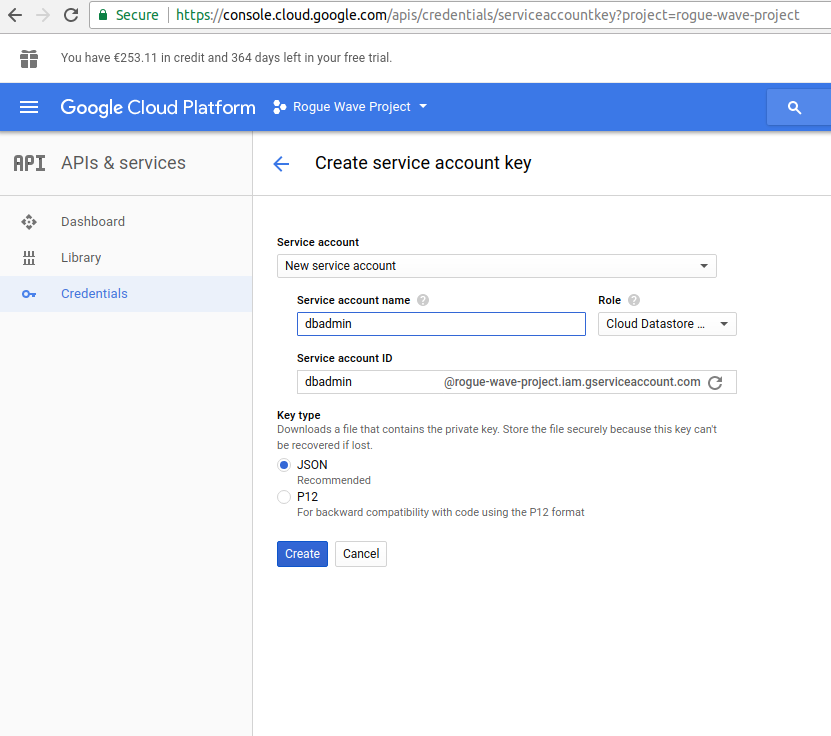 Secure https://console.cloud.google.com/apis/credentials/serviceaccountkey?project=rogue-wave-project
You have €253.11 in credit and 364 days left in your free trial.
Google Cloud Platform Rogue Wave Project
API APIs & services
Create service account key
Dashboard
Library
Credentials
Service account
New service account
Service account name ? Role ?
dbadmin Cloud Datastore ...
Service account ID
dbadmin @rogue-wave-project.iam.gserviceaccount.com
Key type
Downloads a file that contains the private key. Store the file securely because this key can't
be recovered if lost.
JSON
Recommended
P12
For backward compatibility with code using the P12 format
Create Cancel